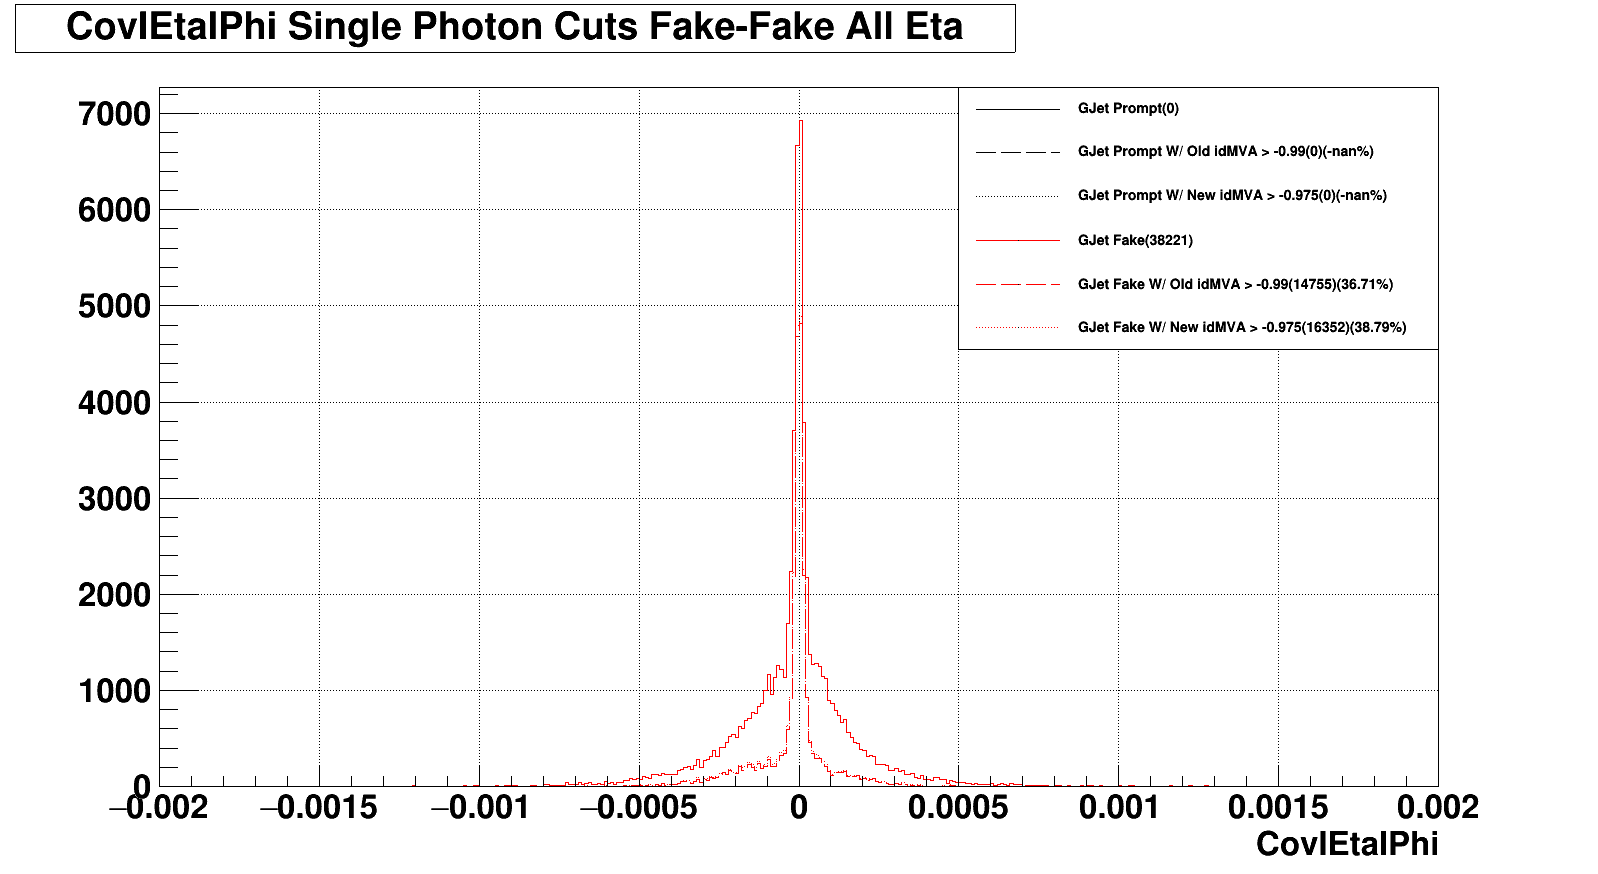 CovIEtaIPhi Single Photon Cuts Fake-Fake All Eta
7000
6000
5000
4000
3000
2000
1000
0
−0.002 −0.0015 −0.001 −0.0005 0 0.0005 0.001 0.0015 0.002
CovIEtaIPhi
GJet Prompt(0)
GJet Prompt W/ Old idMVA > -0.99(0)(-nan%)
GJet Prompt W/ New idMVA > -0.975(0)(-nan%)
GJet Fake(38221)
GJet Fake W/ Old idMVA > -0.99(14755)(36.71%)
GJet Fake W/ New idMVA > -0.975(16352)(38.79%)